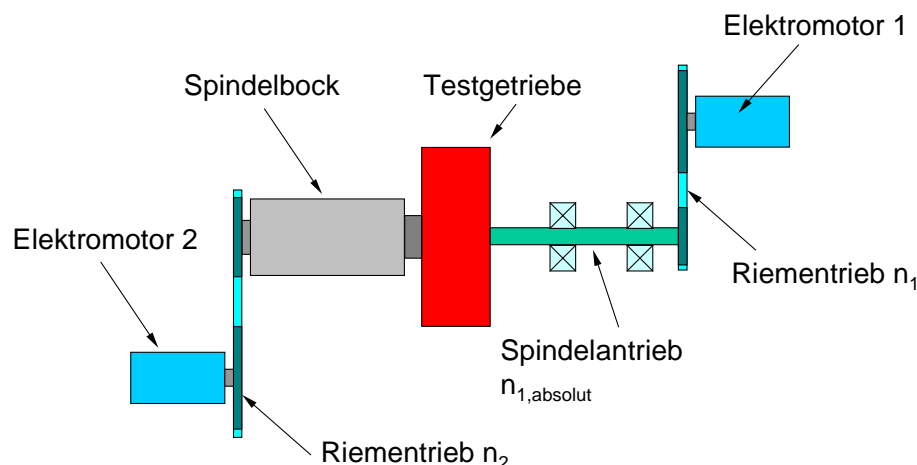 Elektromotor 1
Spindelbock
Testgetriebe
Elektromotor 2
Riementrieb n₁
Spindelantrieb
n₁,absolut
Riementrieb n₂